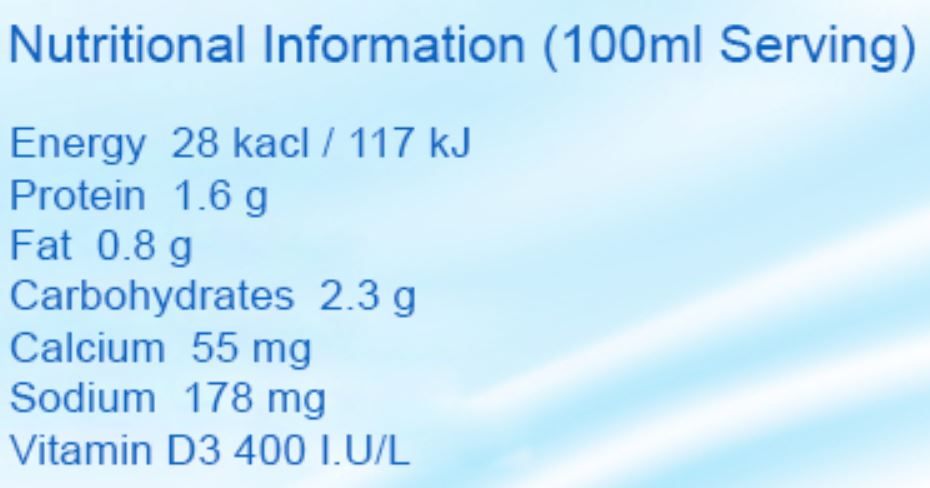 Nutritional Information (100ml Serving)
Energy 28 kacl / 117 kJ
Protein 1.6 g
Fat 0.8 g
Carbohydrates 2.3 g
Calcium 55 mg
Sodium 178 mg
Vitamin D3 400 I.U/L